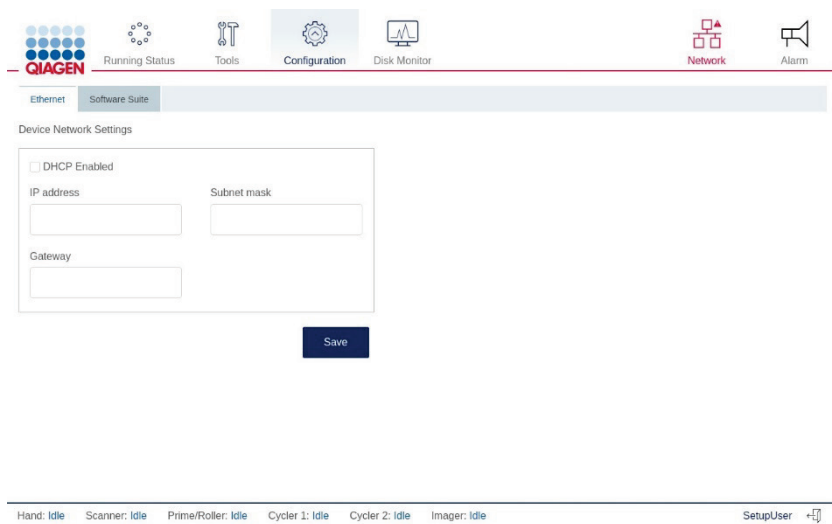 QIAGEN
Running Status Tools Configuration Disk Monitor Network Alarm
Ethernet Software Suite
Device Network Settings
DHCP Enabled
IP address Subnet mask
Gateway
Save
Hand: Idle Scanner: Idle Prime/Roller: Idle Cycler 1: Idle Cycler 2: Idle Imager: Idle SetupUser